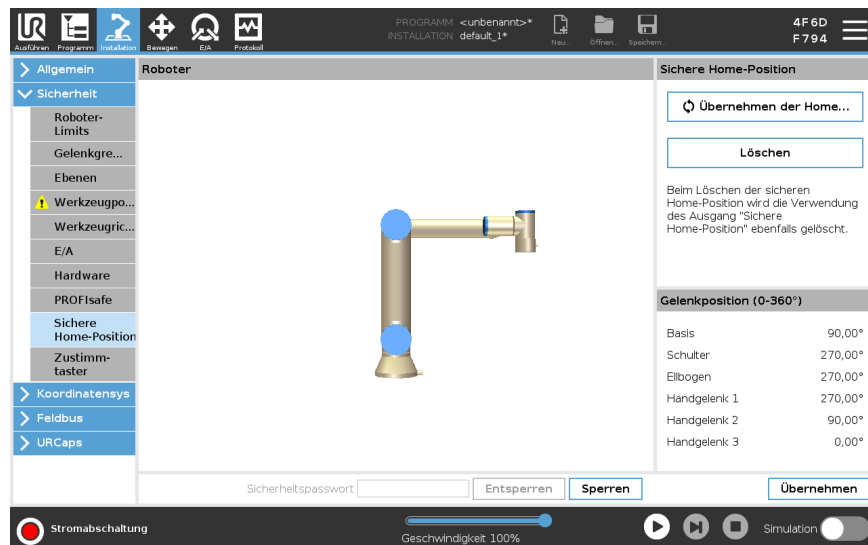 PROGRAMM <unbenannt>*
INSTALLATION default_1*
Ausführen Programm Installation Bewegen E/A Protokoll
Neu... Öffnen... Speichern...
4F6D
F794
Allgemein
Sicherheit
Roboter-
Limits
Gelenkgre...
Ebenen
Werkzeugpo...
Werkzeugric...
E/A
Hardware
PROFIsafe
Sichere
Home-Position
Zustimm-
taster
Koordinatensys
Feldbus
URCaps
Roboter
Sichere Home-Position
Übernehmen der Home...
Löschen
Beim Löschen der sicheren
Home-Position wird die Verwendung
des Ausgang "Sichere
Home-Position" ebenfalls gelöscht.
Gelenkposition (0-360°)
Basis 90,00°
Schulter 270,00°
Ellbogen 270,00°
Handgelenk 1 270,00°
Handgelenk 2 90,00°
Handgelenk 3 0,00°
Sicherheitspasswort Entsperren Sperren Übernehmen
Stromabschaltung
Geschwindigkeit 100%
Simulation